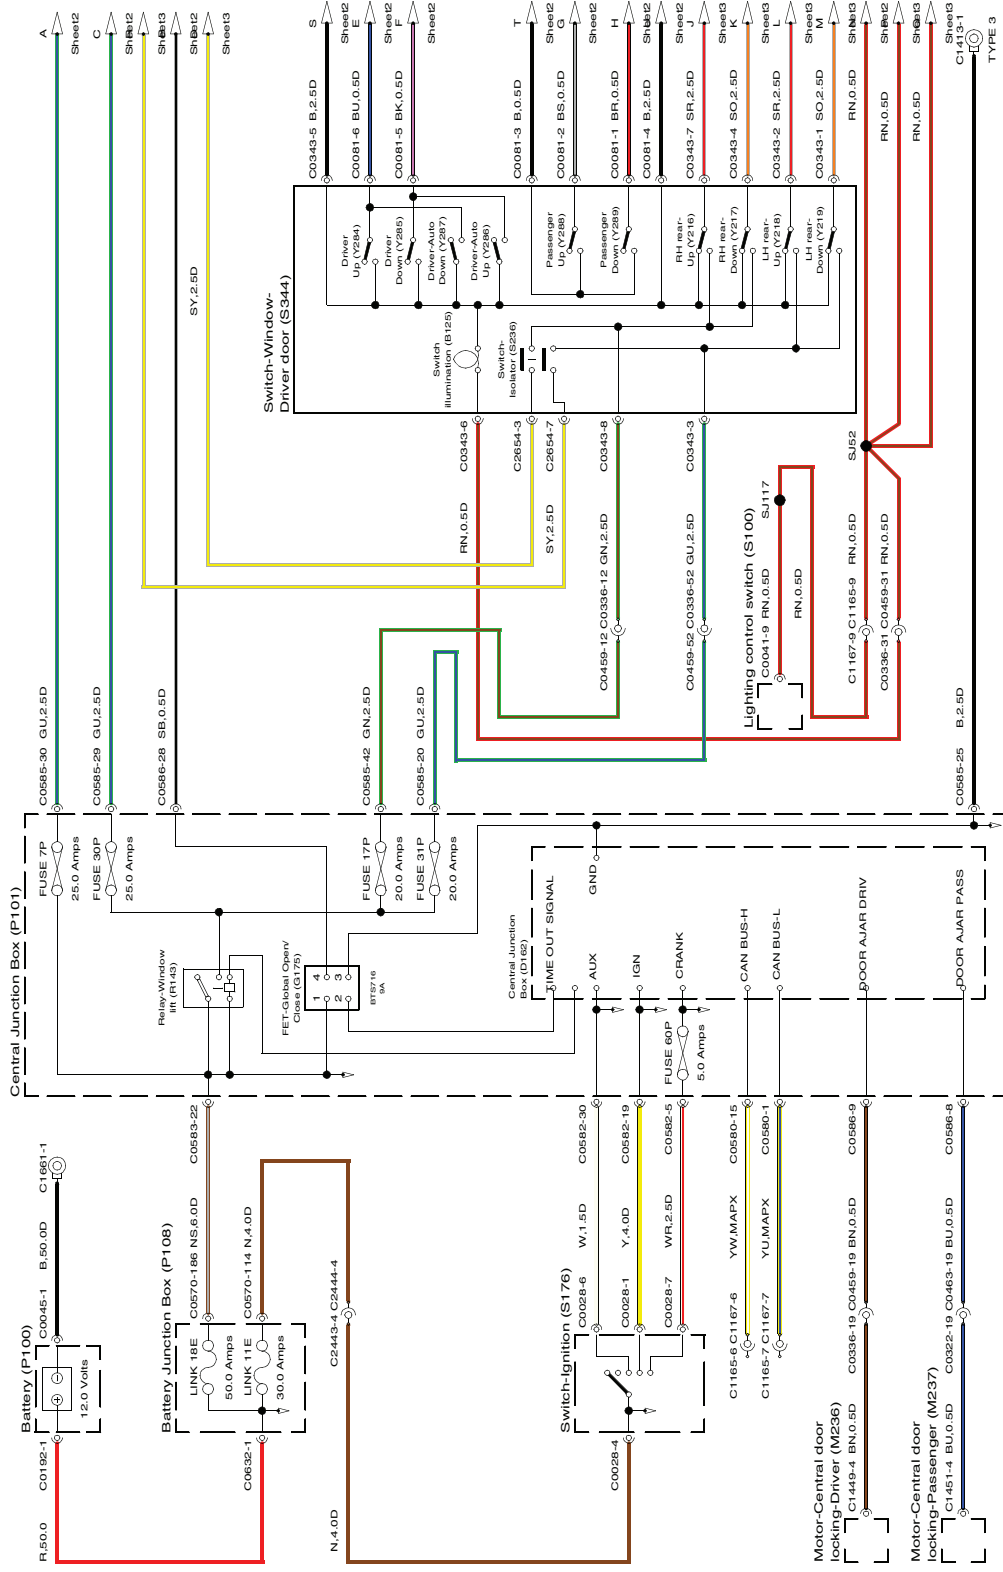 A
Sheet2
C
Sheet2
R
Sheet3
B
Sheet2
D
Sheet3
S
Sheet2
E
Sheet2
F
Sheet2
T
Sheet2
G
Sheet2
H
Sheet2
U
Sheet2
J
Sheet3
K
Sheet3
L
Sheet3
M
Sheet3
N
Sheet2
P
Sheet3
Q
Sheet3
C1413-1
TYPE 3
SY,2.5D
C0343-5 B,2.5D
C0081-6 BU,0.5D
C0081-5 BK,0.5D
C0081-3 B,0.5D
C0081-2 BS,0.5D
C0081-1 BR,0.5D
C0081-4 B,2.5D
C0343-7 SR,2.5D
C0343-4 SO,2.5D
C0343-2 SR,2.5D
C0343-1 SO,2.5D
RN,0.5D
RN,0.5D
RN,0.5D
Switch-Window-
Driver door (S344)
Driver
Up (Y284)
Driver
Down (Y285)
Driver-Auto
Down (Y287)
Driver-Auto
Up (Y286)
Passenger
Up (Y288)
Passenger
Down (Y289)
RH rear-
Up (Y216)
RH rear-
Down (Y217)
LH rear-
Up (Y218)
LH rear-
Down (Y219)
Switch
illumination (B125)
Switch-
Isolator (S236)
C0343-6
C2654-3
C2654-7
C0343-8
C0343-3
SJ52
RN,0.5D
SY,2.5D
C0336-12 GN,2.5D
C0459-12
C0336-52 GU,2.5D
C0459-52
SJ117
Lighting control switch (S100)
C0041-9 RN,0.5D
RN,0.5D
C1167-9 C1165-9 RN,0.5D
C0336-31 C0459-31 RN,0.5D
C0585-30 GU,2.5D
C0585-29 GU,2.5D
C0586-28 SB,0.5D
C0585-42 GN,2.5D
C0585-20 GU,2.5D
C0585-25 B,2.5D
Central Junction Box (P101)
FUSE 7P
25.0 Amps
FUSE 30P
25.0 Amps
FUSE 17P
20.0 Amps
FUSE 31P
20.0 Amps
Relay-Window
lift (R143)
FET-Global Open/
Close (G175)
4
3
1
2
BTS716
9A
Central Junction
Box (D162)
TIME OUT SIGNAL
GND
AUX
IGN
CRANK
CAN BUS-H
CAN BUS-L
DOOR AJAR DRIV
DOOR AJAR PASS
FUSE 60P
5.0 Amps
C1661-1
B,50.0D
C0045-1
Battery (P100)
12.0 Volts
C0192-1
R,50.0
C0583-22
C0570-186 NS,6.0D
C0570-114 N,4.0D
Battery Junction Box (P108)
LINK 18E
50.0 Amps
LINK 11E
30.0 Amps
C0632-1
C2443-4 C2444-4
N,4.0D
C0582-30
C0582-19
C0582-5
W,1.5D
Y,4.0D
WR,2.5D
C0028-6
C0028-1
C0028-7
Switch-Ignition (S176)
C0028-4
C0580-15
C0580-1
YW,MAPX
YU,MAPX
C1165-6 C1167-6
C1165-7 C1167-7
C0586-9
C0336-19 C0459-19 BN,0.5D
C1449-4 BN,0.5D
Motor-Central door
locking-Driver (M236)
C0586-8
C0322-19 C0463-19 BU,0.5D
C1451-4 BU,0.5D
Motor-Central door
locking-Passenger (M237)